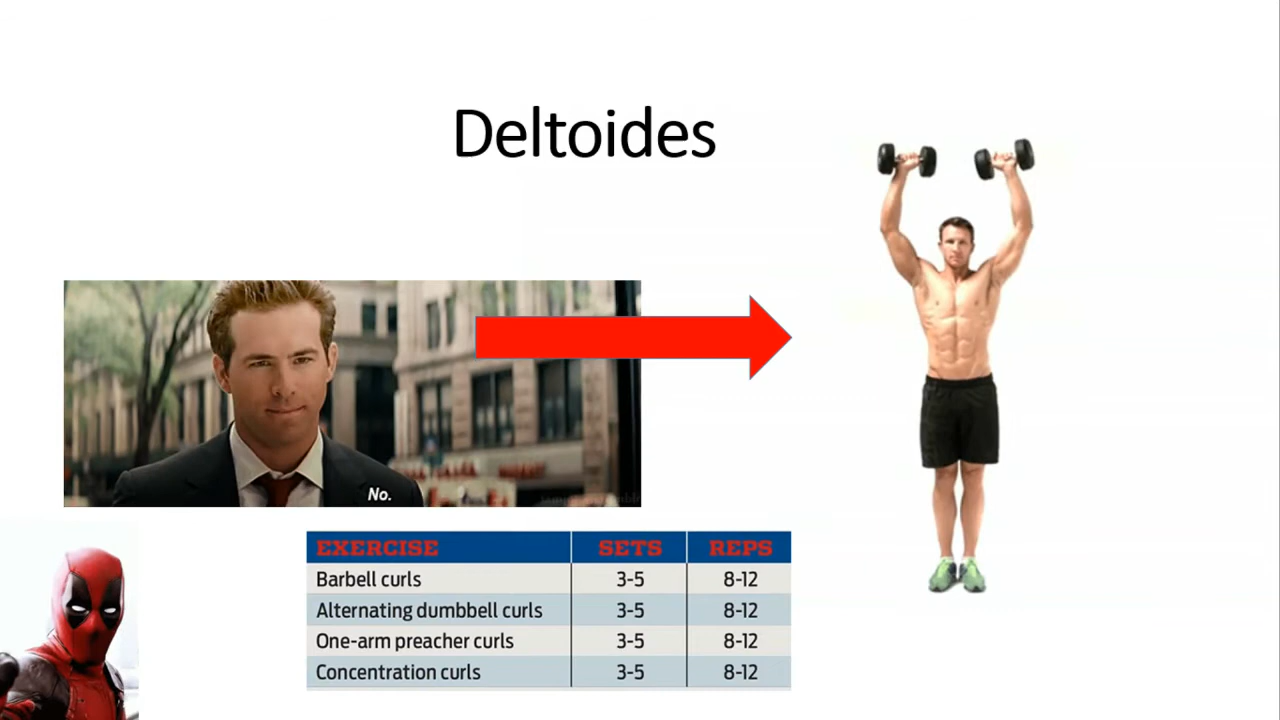 Deltoides
No.
EXERCISE SETS REPS
Barbell curls 3-5 8-12
Alternating dumbbell curls 3-5 8-12
One-arm preacher curls 3-5 8-12
Concentration curls 3-5 8-12